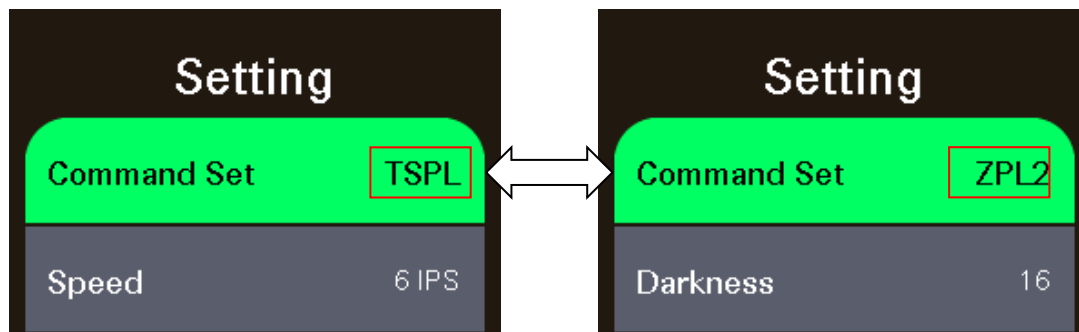 Setting
Command Set TSPL
Speed 6 IPS
Setting
Command Set ZPL2
Darkness 16